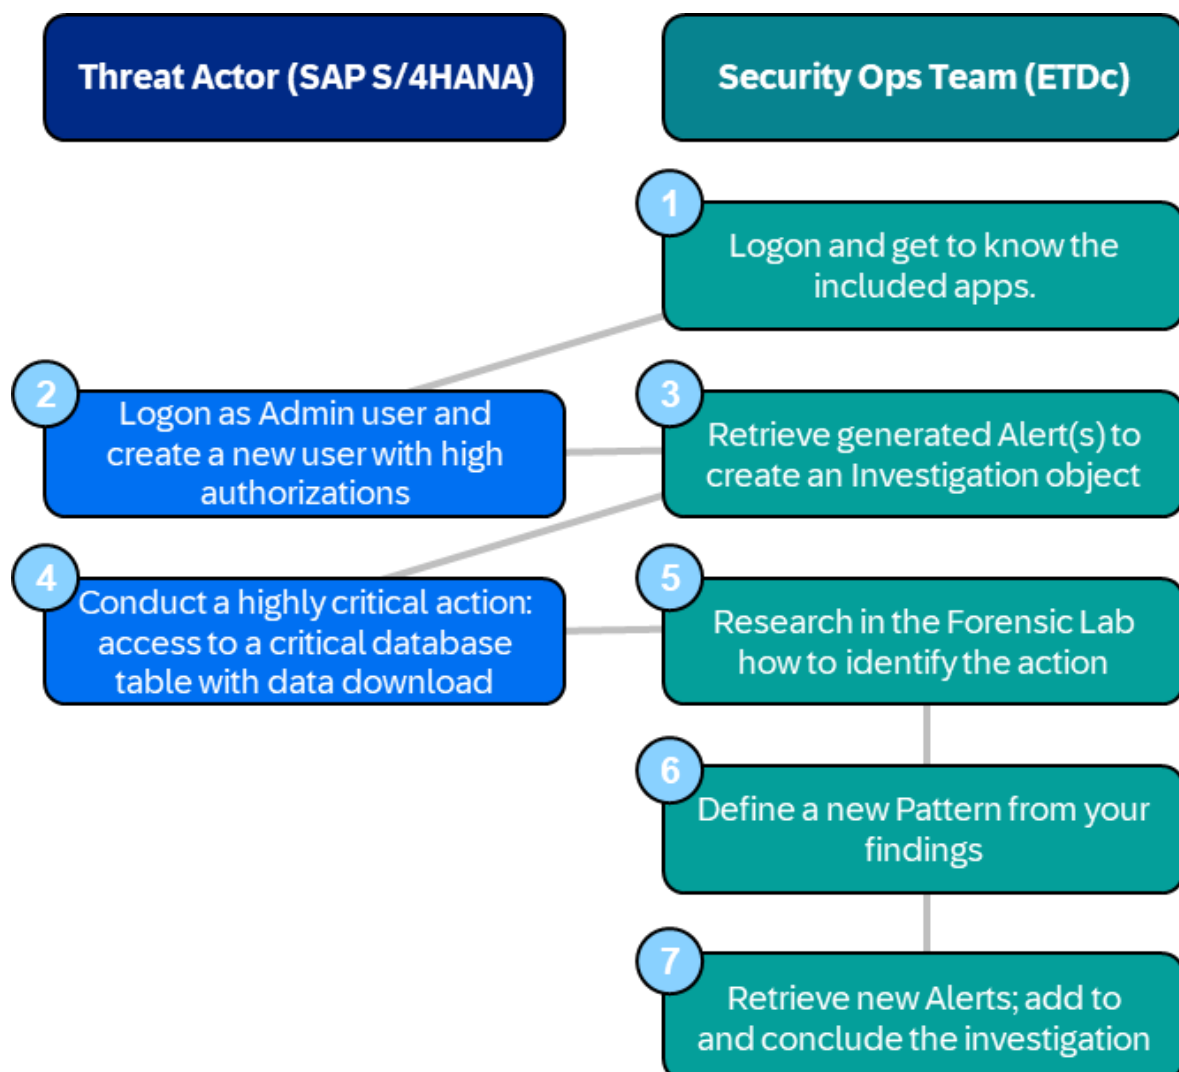 Threat Actor (SAP S/4HANA)
Security Ops Team (ETDc)
1
Logon and get to know the
included apps.
2
Logon as Admin user and
create a new user with high
authorizations
3
Retrieve generated Alert(s) to
create an Investigation object
4
Conduct a highly critical action:
access to a critical database
table with data download
5
Research in the Forensic Lab
how to identify the action
6
Define a new Pattern from your
findings
7
Retrieve new Alerts; add to
and conclude the investigation